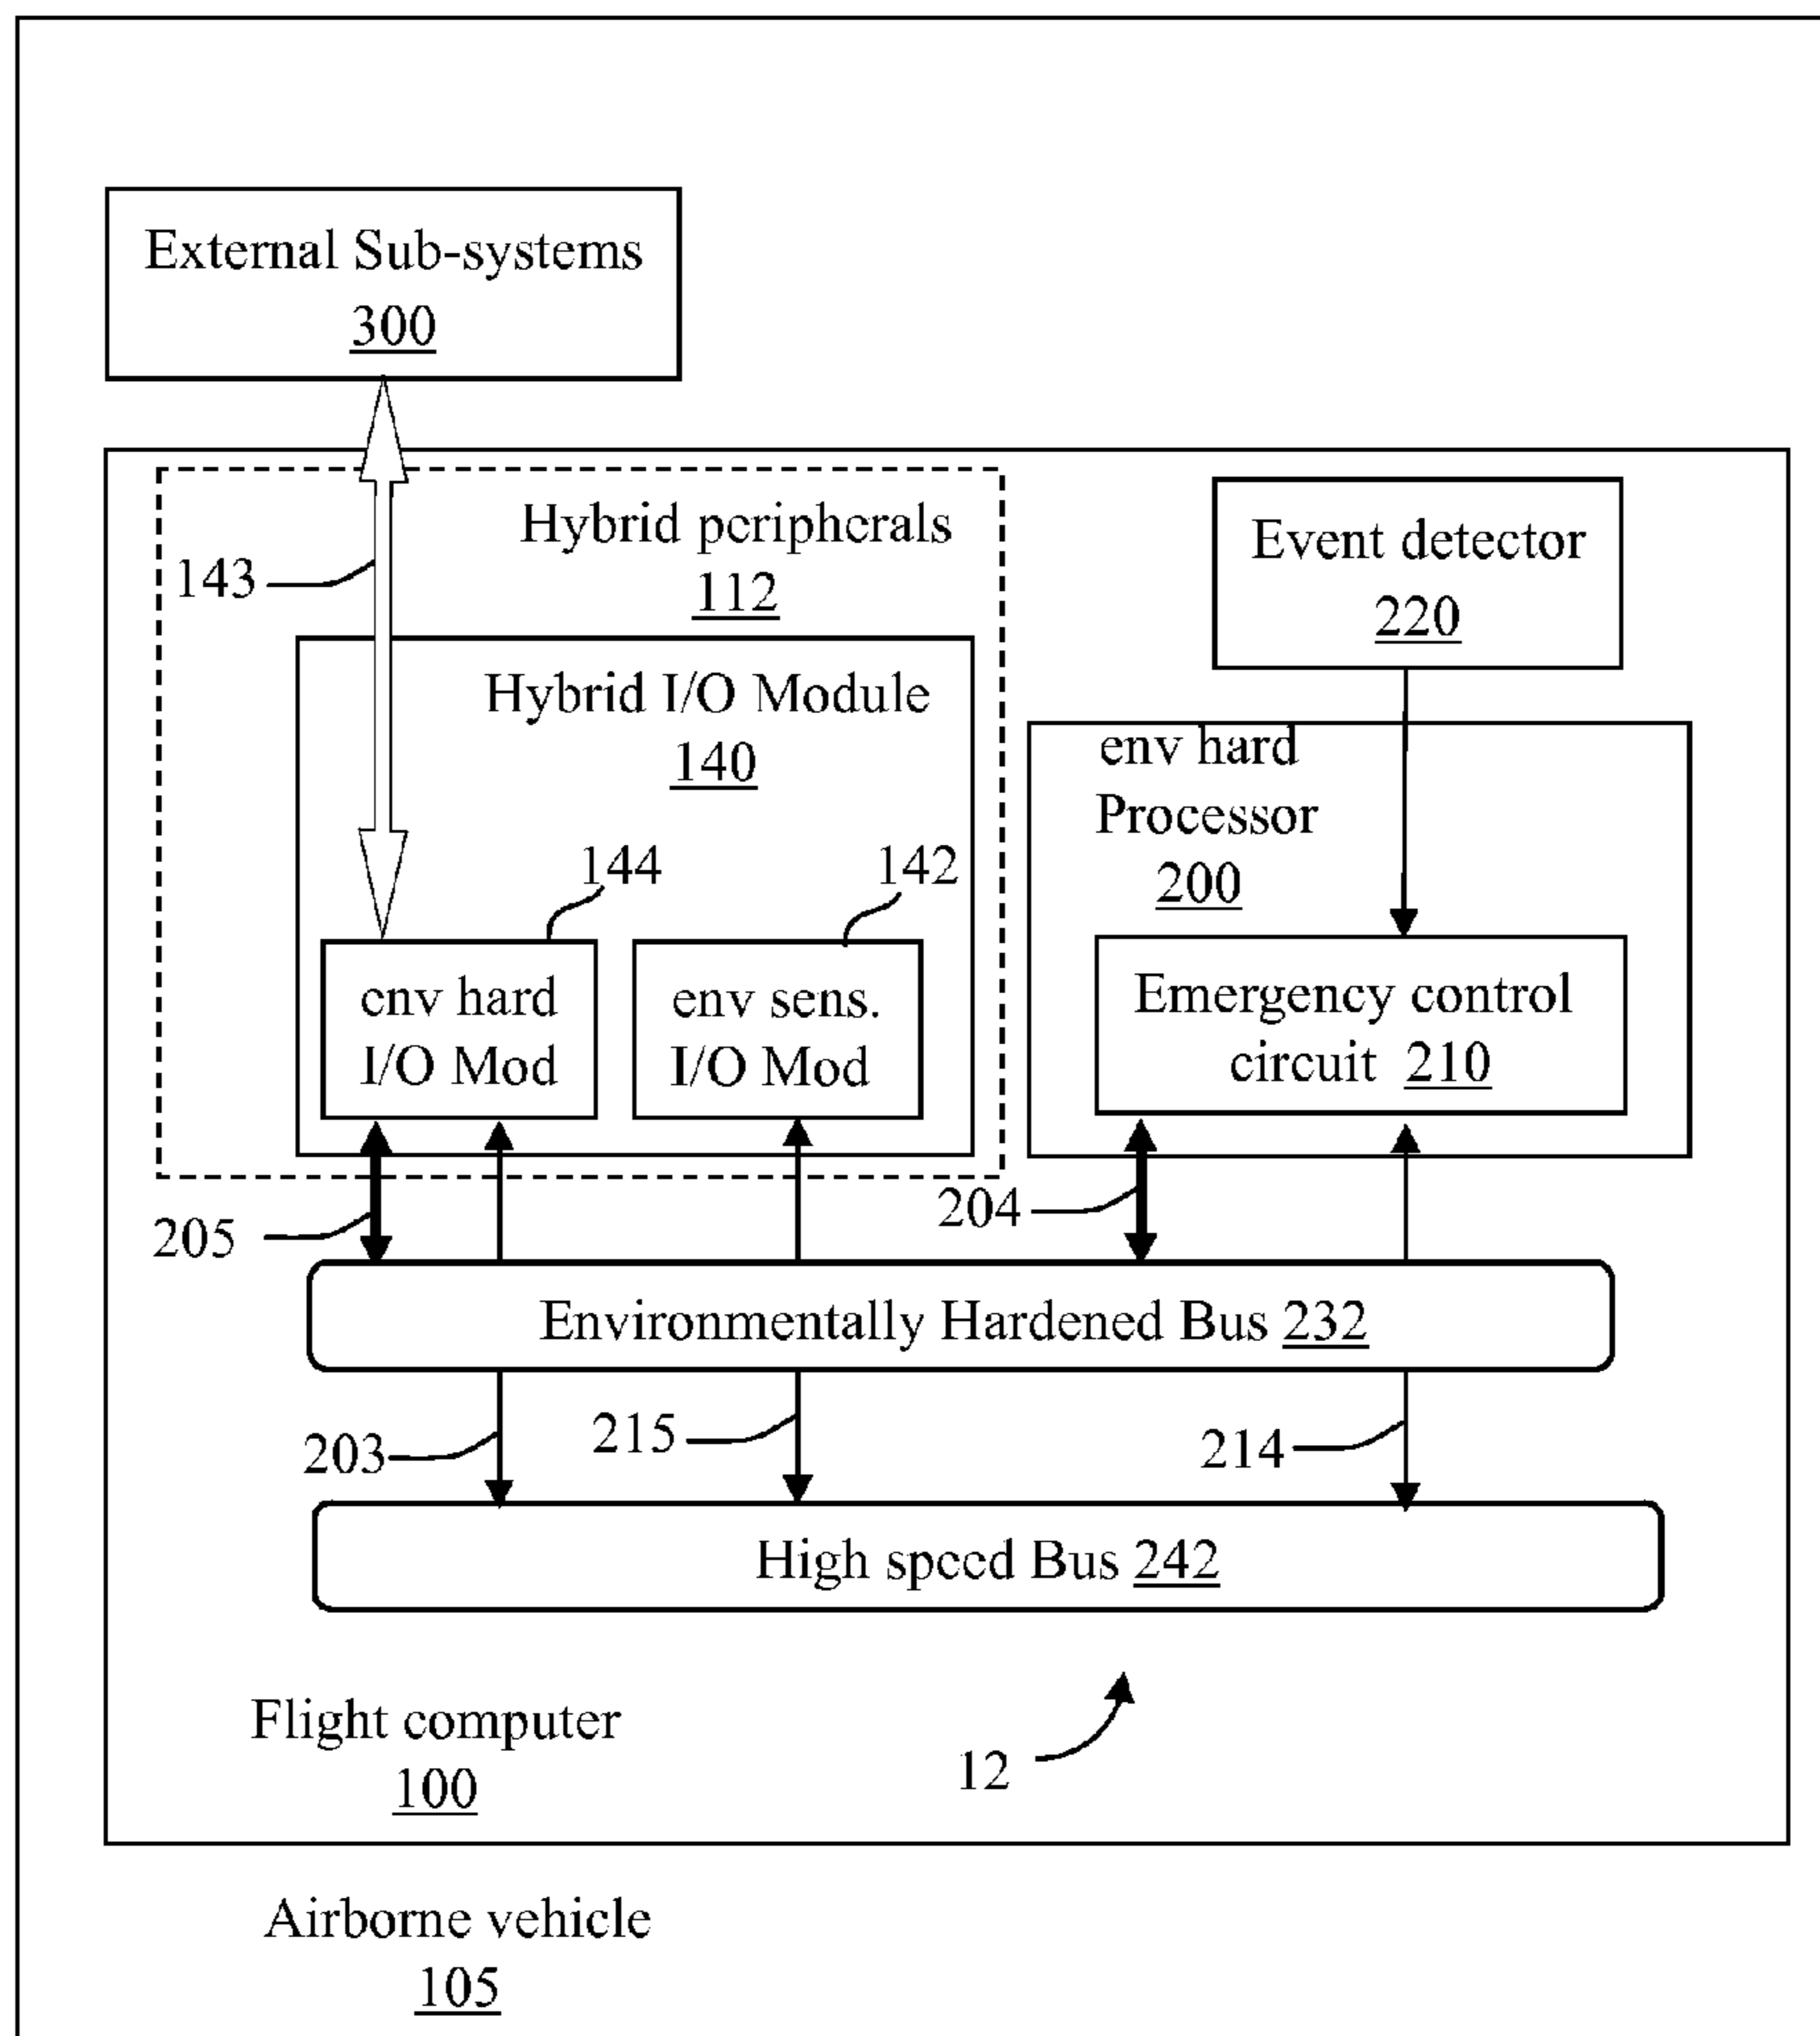 External Sub-systems
300
Hybrid peripherals
112
143
Event detector
220
Hybrid I/O Module
140
env hard
Processor
200
144
142
env hard
I/O Mod
env sens.
I/O Mod
Emergency control
circuit 210
205
204
Environmentally Hardened Bus 232
203
215
214
High speed Bus 242
Flight computer
100
12
Airborne vehicle
105